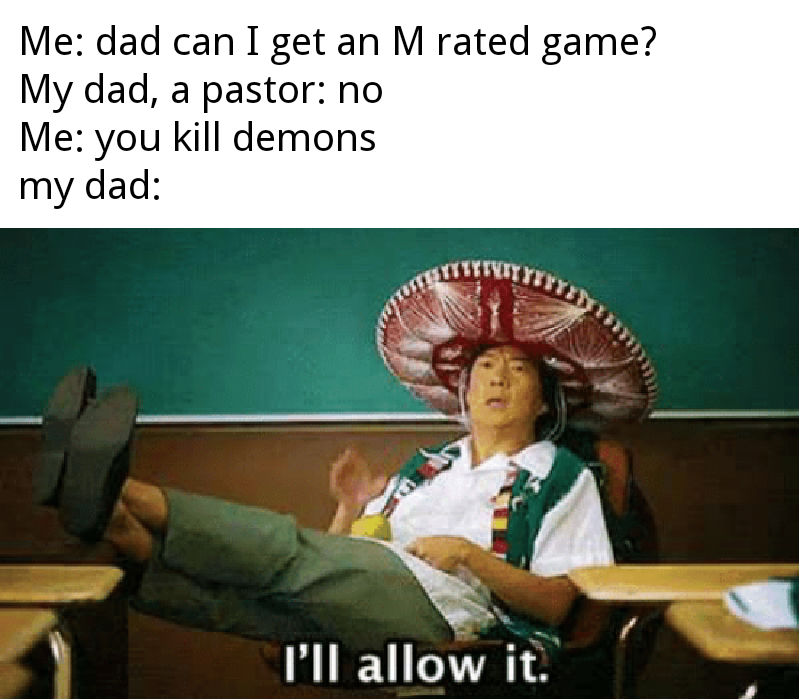 Me: dad can I get an M rated game?
My dad, a pastor: no
Me: you kill demons
my dad:
I'll allow it.